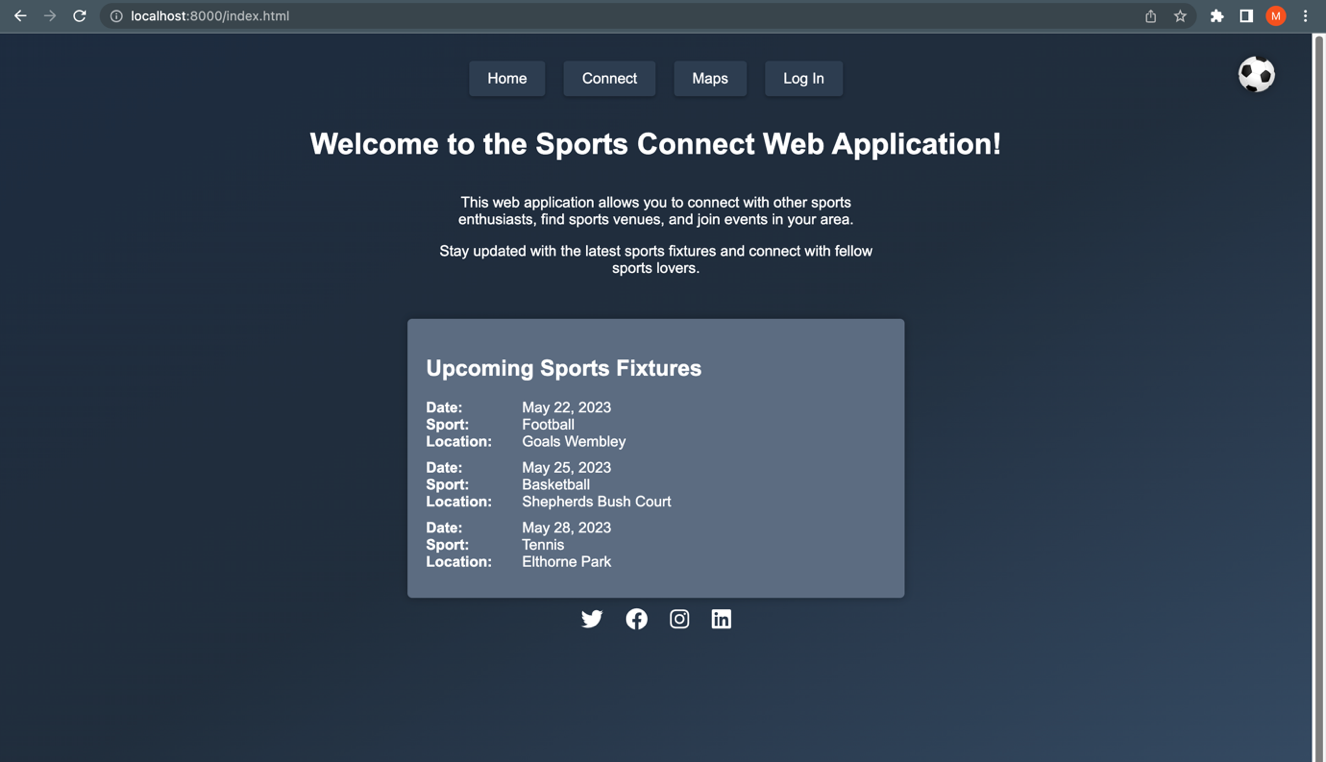 localhost:8000/index.html
M
Home Connect Maps Log In
Welcome to the Sports Connect Web Application!
This web application allows you to connect with other sports
enthusiasts, find sports venues, and join events in your area.
Stay updated with the latest sports fixtures and connect with fellow
sports lovers.
Upcoming Sports Fixtures
Date: May 22, 2023
Sport: Football
Location: Goals Wembley
Date: May 25, 2023
Sport: Basketball
Location: Shepherds Bush Court
Date: May 28, 2023
Sport: Tennis
Location: Elthorne Park
in